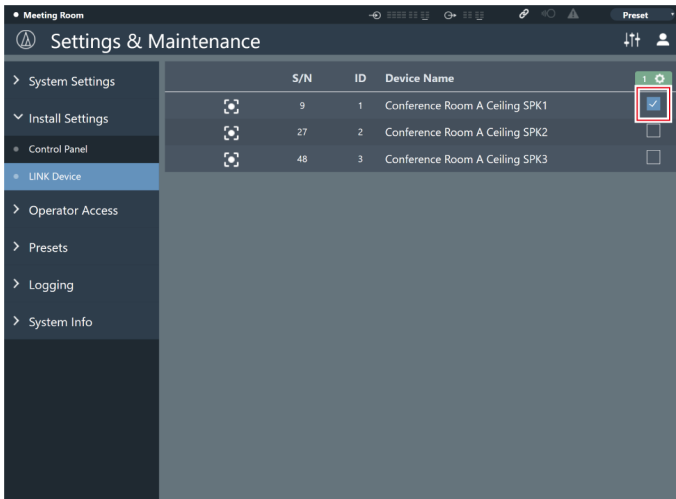 Meeting Room
Preset
Settings & Maintenance
System Settings
Install Settings
Control Panel
LINK Device
Operator Access
Presets
Logging
System Info
S/N ID Device Name 1
9 1 Conference Room A Ceiling SPK1
27 2 Conference Room A Ceiling SPK2
48 3 Conference Room A Ceiling SPK3